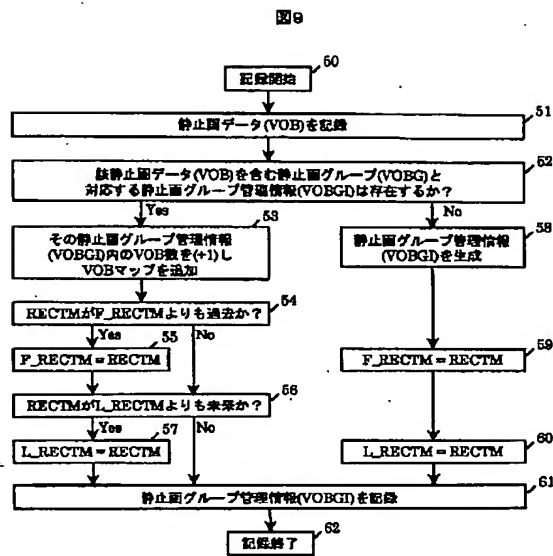 図9
50
記録開始
51
静止画データ(VOB)を記録
52
該静止画データ(VOB)を含む静止画グループ(VOBG)と
対応する静止画グループ管理情報(VOBGI)は存在するか?
Yes
No
53
その静止画グループ管理情報
(VOBGI)内のVOB数を(+1)し
VOBマップを追加
58
静止画グループ管理情報
(VOBGI)を生成
54
RECTMがF_RECTMよりも過去か?
Yes
55
No
F_RECTM=RECTM
59
F_RECTM=RECTM
56
RECTMがL_RECTMよりも未来か?
Yes
57
No
L_RECTM=RECTM
60
L_RECTM=RECTM
61
静止画グループ管理情報(VOBGI)を記録
62
記録終了